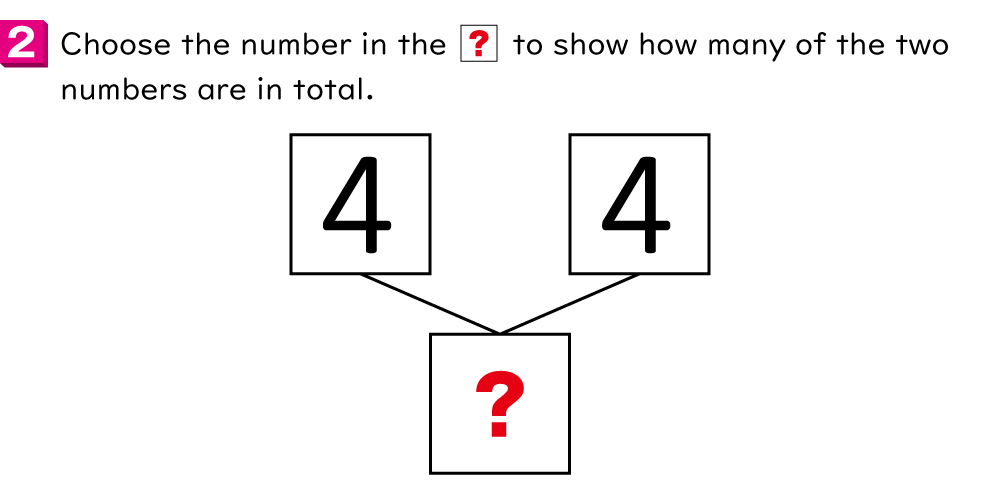 2 Choose the number in the ? to show how many of the two
numbers are in total.
4 4
?